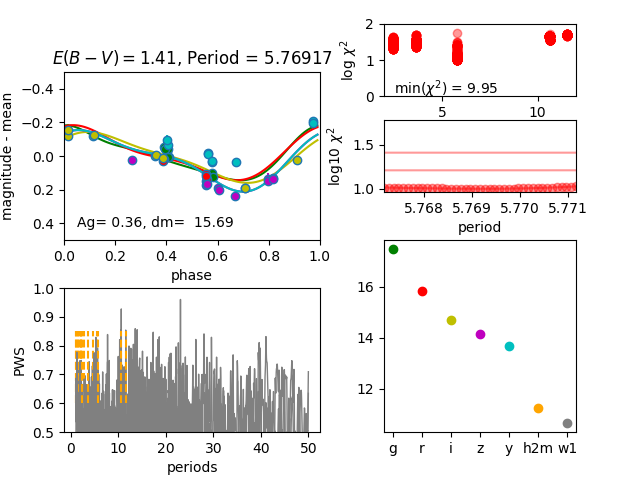 E(B − V) = 1.41, Period = 5.76917
magnitude - mean
−0.4
−0.2
0.0
0.2
0.4
Ag= 0.36, dm=  15.69
0.0 0.2 0.4 0.6 0.8 1.0
phase
log χ²
2
1
0
min(χ²) = 9.95
5 10
log10 χ²
1.5
1.0
5.768 5.769 5.770 5.771
period
PWS
1.0
0.9
0.8
0.7
0.6
0.5
0 10 20 30 40 50
periods
16
14
12
g r i z y h2m w1